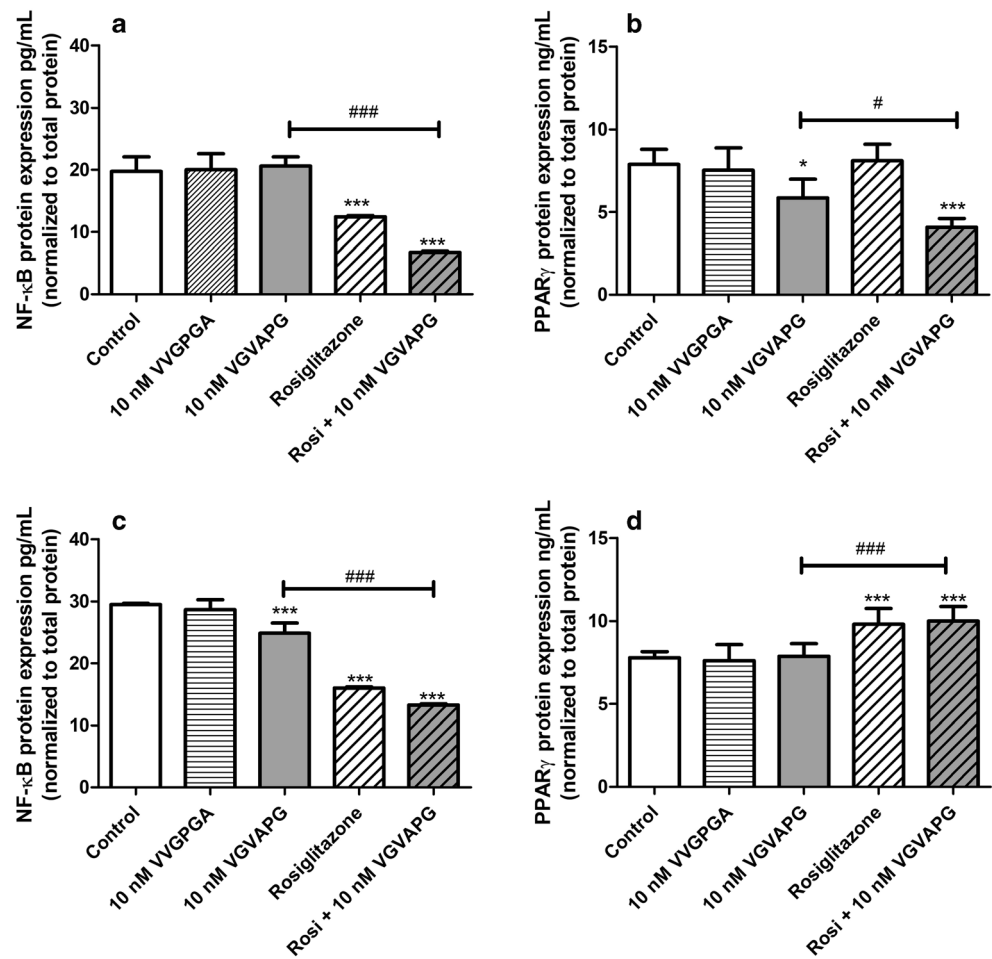 a
NF-κB protein expression pg/mL
(normalized to total protein)
40
30
20
10
0
###
***
***
Control
10 nM VVGPGA
10 nM VGVAPG
Rosiglitazone
Rosi + 10 nM VGVAPG
b
PPARγ protein expression ng/mL
(normalized to total protein)
15
10
5
0
#
*
***
Control
10 nM VVGPGA
10 nM VGVAPG
Rosiglitazone
Rosi + 10 nM VGVAPG
c
NF-κB protein expression pg/mL
(normalized to total protein)
40
30
20
10
0
###
***
***
***
Control
10 nM VVGPGA
10 nM VGVAPG
Rosiglitazone
Rosi + 10 nM VGVAPG
d
PPARγ protein expression ng/mL
(normalized to total protein)
15
10
5
0
###
***
***
Control
10 nM VVGPGA
10 nM VGVAPG
Rosiglitazone
Rosi + 10 nM VGVAPG